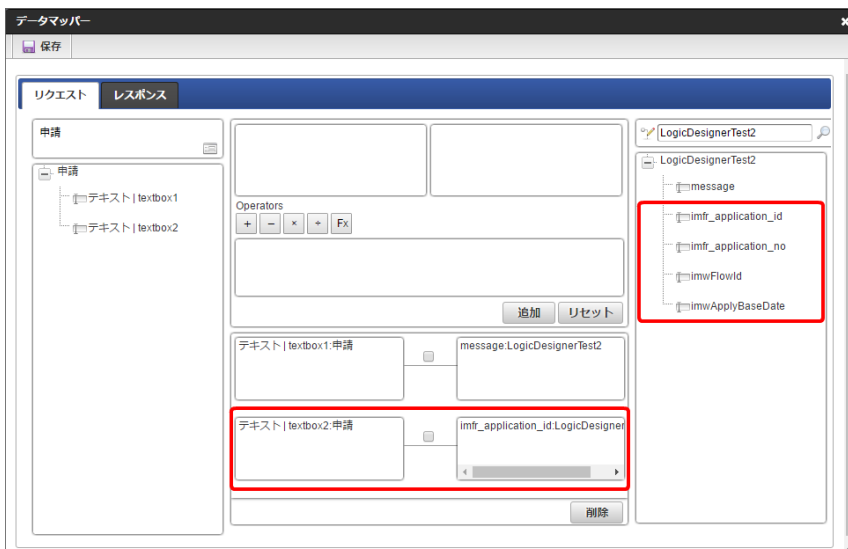 データマッパー
保存
リクエスト レスポンス
申請
申請
テキスト | textbox1
テキスト | textbox2
Operators
+ − × ÷ Fx
追加 リセット
テキスト | textbox1:申請
message:LogicDesignerTest2
テキスト | textbox2:申請
imfr_application_id:LogicDesigner
削除
LogicDesignerTest2
LogicDesignerTest2
message
imfr_application_id
imfr_application_no
imwFlowId
imwApplyBaseDate